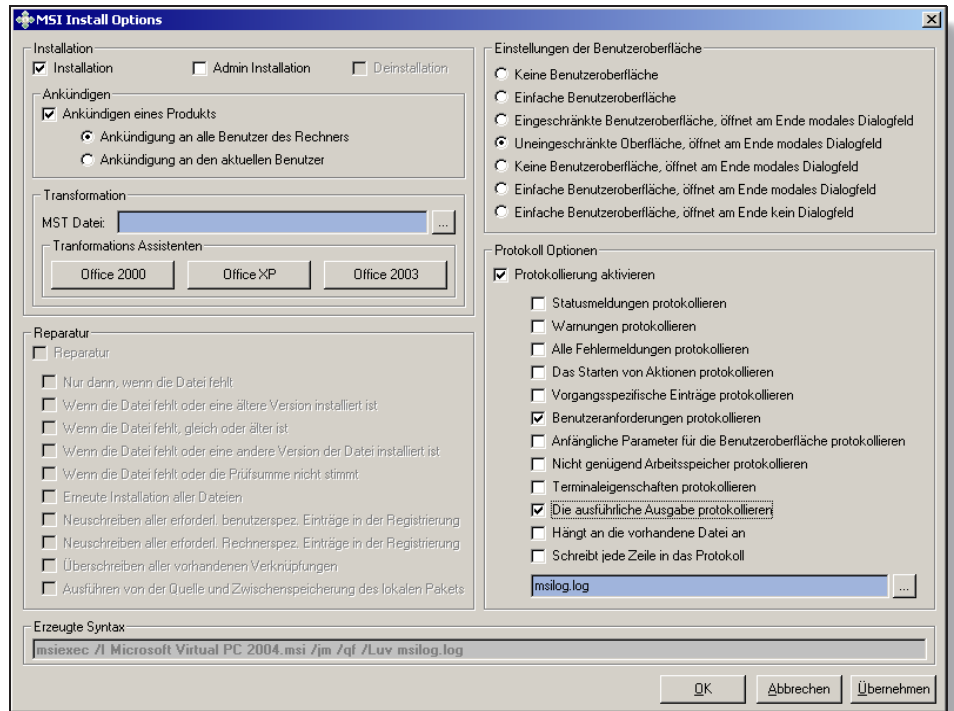 MSI Install Options
Installation
Installation
Admin Installation
Deinstallation
Ankündigen
Ankündigen eines Produkts
Ankündigung an alle Benutzer des Rechners
Ankündigung an den aktuellen Benutzer
Transformation
MST Datei:
...
Tranformations Assistenten
Office 2000
Office XP
Office 2003
Reparatur
Reparatur
Nur dann, wenn die Datei fehlt
Wenn die Datei fehlt oder eine ältere Version installiert ist
Wenn die Datei fehlt, gleich oder älter ist
Wenn die Datei fehlt oder eine andere Version der Datei installiert ist
Wenn die Datei fehlt oder die Prüfsumme nicht stimmt
Erneute Installation aller Dateien
Neuschreiben aller erforderl. benutzerspez. Einträge in der Registrierung
Neuschreiben aller erforderl. Rechnerspez. Einträge in der Registrierung
Überschreiben aller vorhandenen Verknüpfungen
Ausführen von der Quelle und Zwischenspeicherung des lokalen Pakets
Einstellungen der Benutzeroberfläche
Keine Benutzeroberfläche
Einfache Benutzeroberfläche
Eingeschränkte Benutzeroberfläche, öffnet am Ende modales Dialogfeld
Uneingeschränkte Oberfläche, öffnet am Ende modales Dialogfeld
Keine Benutzeroberfläche, öffnet am Ende modales Dialogfeld
Einfache Benutzeroberfläche, öffnet am Ende modales Dialogfeld
Einfache Benutzeroberfläche, öffnet am Ende kein Dialogfeld
Protokoll Optionen
Protokollierung aktivieren
Statusmeldungen protokollieren
Warnungen protokollieren
Alle Fehlermeldungen protokollieren
Das Starten von Aktionen protokollieren
Vorgangsspezifische Einträge protokollieren
Benutzeranforderungen protokollieren
Anfängliche Parameter für die Benutzeroberfläche protokollieren
Nicht genügend Arbeitsspeicher protokollieren
Terminaleigenschaften protokollieren
Die ausführliche Ausgabe protokollieren
Hängt an die vorhandene Datei an
Schreibt jede Zeile in das Protokoll
msilog.log
...
Erzeugte Syntax
msiexec /I Microsoft Virtual PC 2004.msi /jm /qf /Luv msilog.log
OK
Abbrechen
Übernehmen